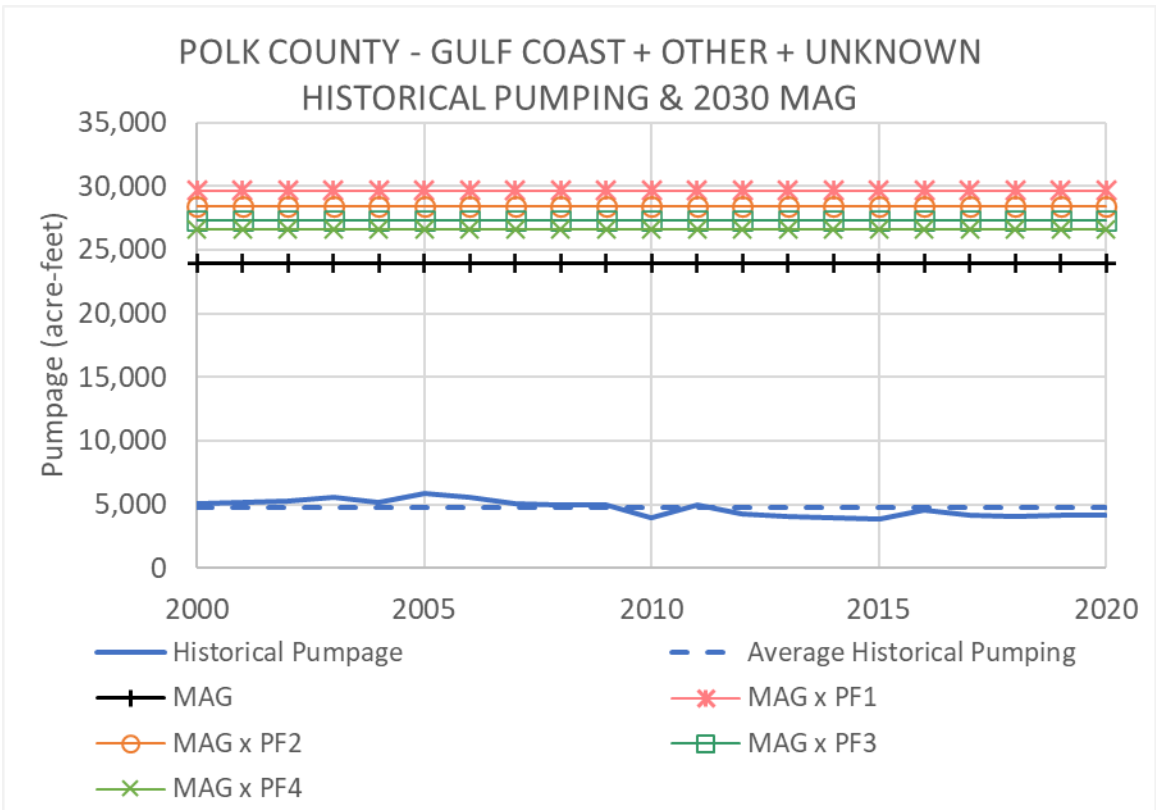 POLK COUNTY - GULF COAST + OTHER + UNKNOWN
HISTORICAL PUMPING & 2030 MAG
35,000
30,000
25,000
20,000
15,000
10,000
5,000
0
Pumpage (acre-feet)
2000 2005 2010 2015 2020
Historical Pumpage Average Historical Pumping
MAG MAG x PF1
MAG x PF2 MAG x PF3
MAG x PF4